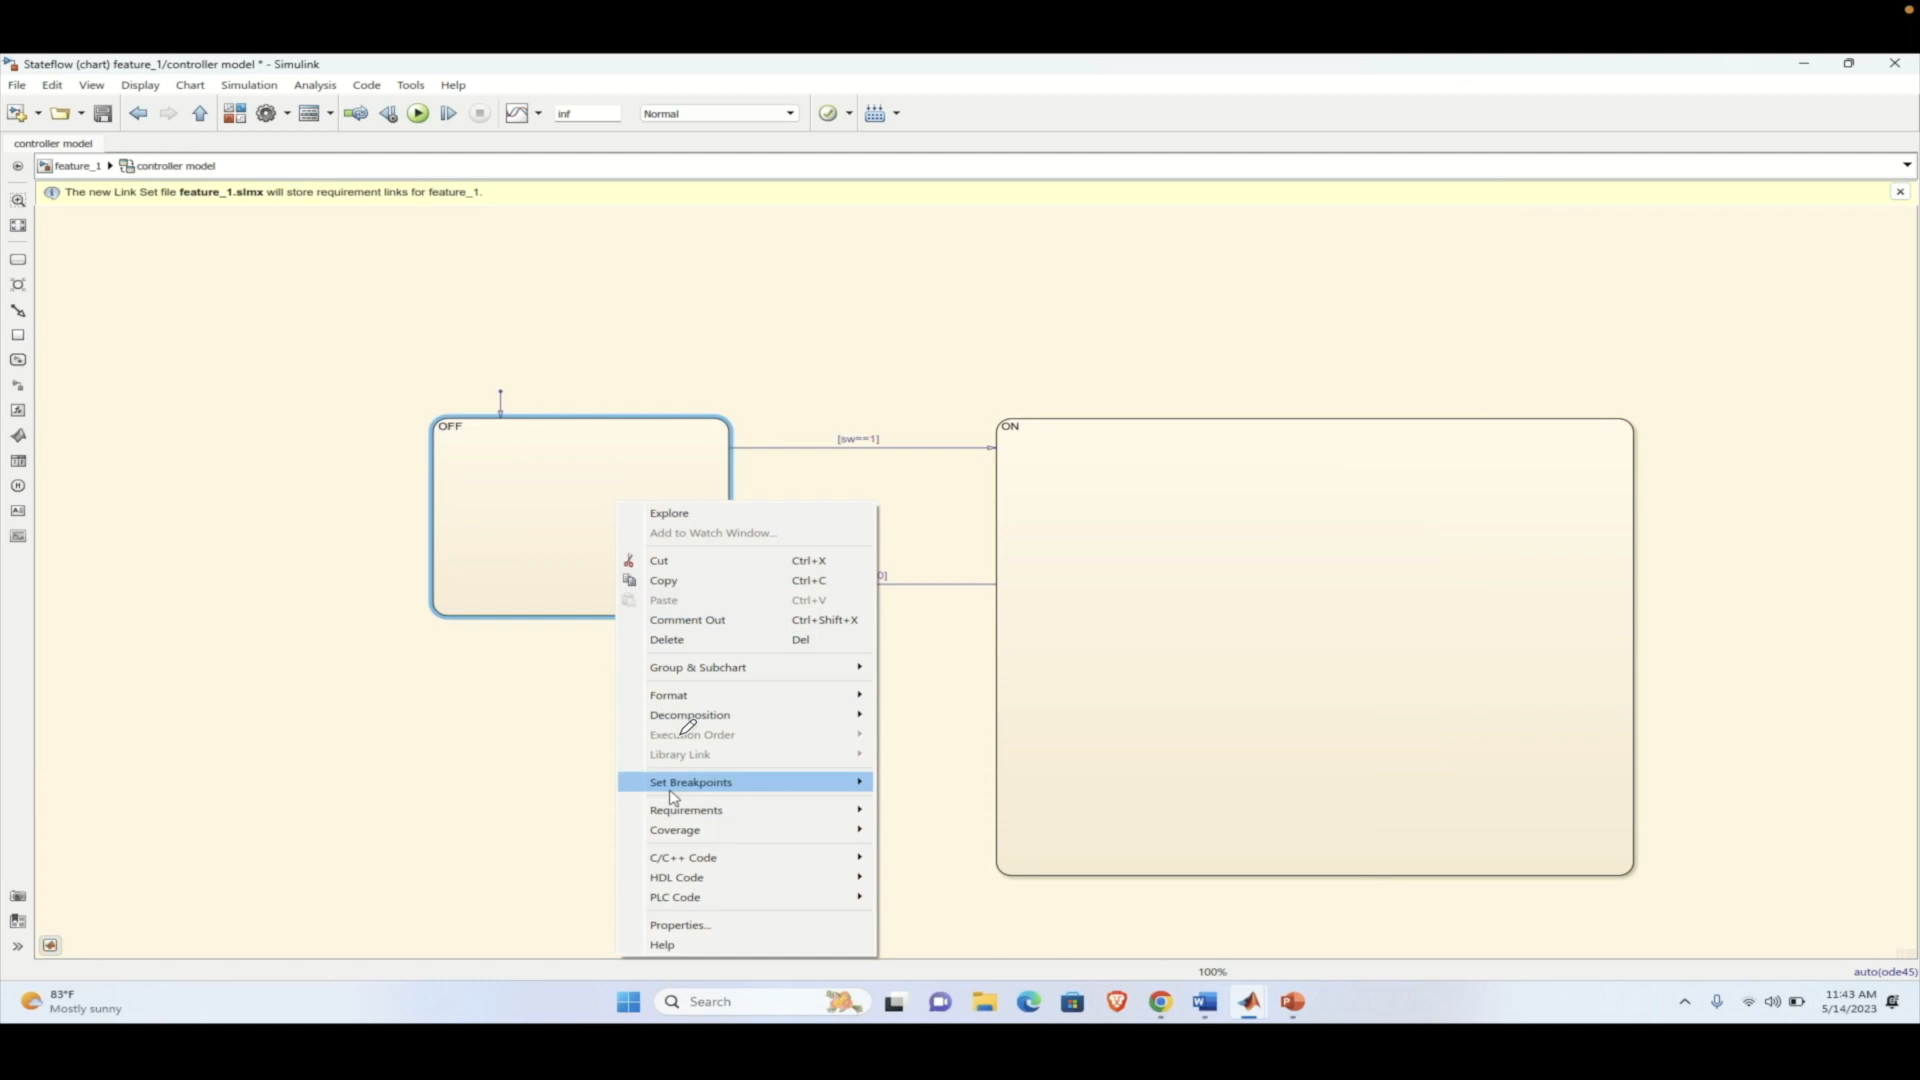 Stateflow (chart) feature_1/controller model * - Simulink
File Edit View Display Chart Simulation Analysis Code Tools Help
inf Normal
controller model
feature_1 controller model
The new Link Set file feature_1.slmx will store requirement links for feature_1.
OFF
[sw==1]
ON
0]
Explore
Add to Watch Window...
Cut Ctrl+X
Copy Ctrl+C
Paste Ctrl+V
Comment Out Ctrl+Shift+X
Delete Del
Group & Subchart
Format
Decomposition
Execution Order
Library Link
Set Breakpoints
Requirements
Coverage
C/C++ Code
HDL Code
PLC Code
Properties...
Help
100% auto(ode45)
83°F
Mostly sunny
Search
11:43 AM
5/14/2023